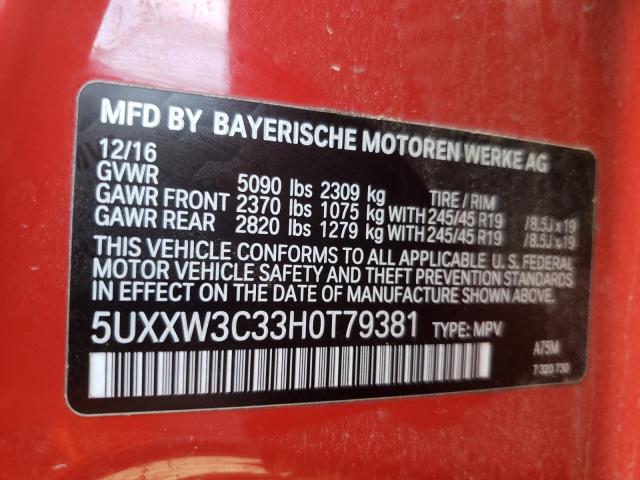 MFD BY BAYERISCHE MOTOREN WERKE AG
12/16
GVWR 5090 lbs 2309 kg TIRE / RIM
GAWR FRONT 2370 lbs 1075 kg WITH 245/45 R19 / 8.5J x 19
GAWR REAR 2820 lbs 1279 kg WITH 245/45 R19 / 8.5J x 19
THIS VEHICLE CONFORMS TO ALL APPLICABLE U. S. FEDERAL
MOTOR VEHICLE SAFETY AND THEFT PREVENTION STANDARDS
IN EFFECT ON THE DATE OF MANUFACTURE SHOWN ABOVE.
5UXXW3C33H0T79381 TYPE: MPV
A75M
7 320 730